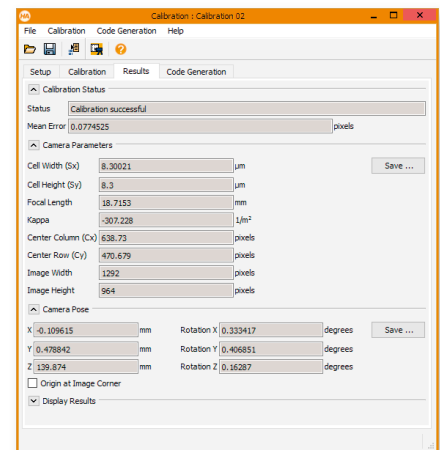 Calibration : Calibration 02
File Calibration Code Generation Help
Setup Calibration Results Code Generation
Calibration Status
Status Calibration successful
Mean Error 0.0774525 pixels
Camera Parameters
Cell Width (Sx) 8.30021 µm Save ...
Cell Height (Sy) 8.3 µm
Focal Length 18.7153 mm
Kappa -307.228 1/m²
Center Column (Cx) 638.73 pixels
Center Row (Cy) 470.679 pixels
Image Width 1292 pixels
Image Height 964 pixels
Camera Pose
X -0.109615 mm Rotation X 0.333417 degrees Save ...
Y 0.478842 mm Rotation Y 0.406851 degrees
Z 139.874 mm Rotation Z 0.16287 degrees
Origin at Image Corner
Display Results